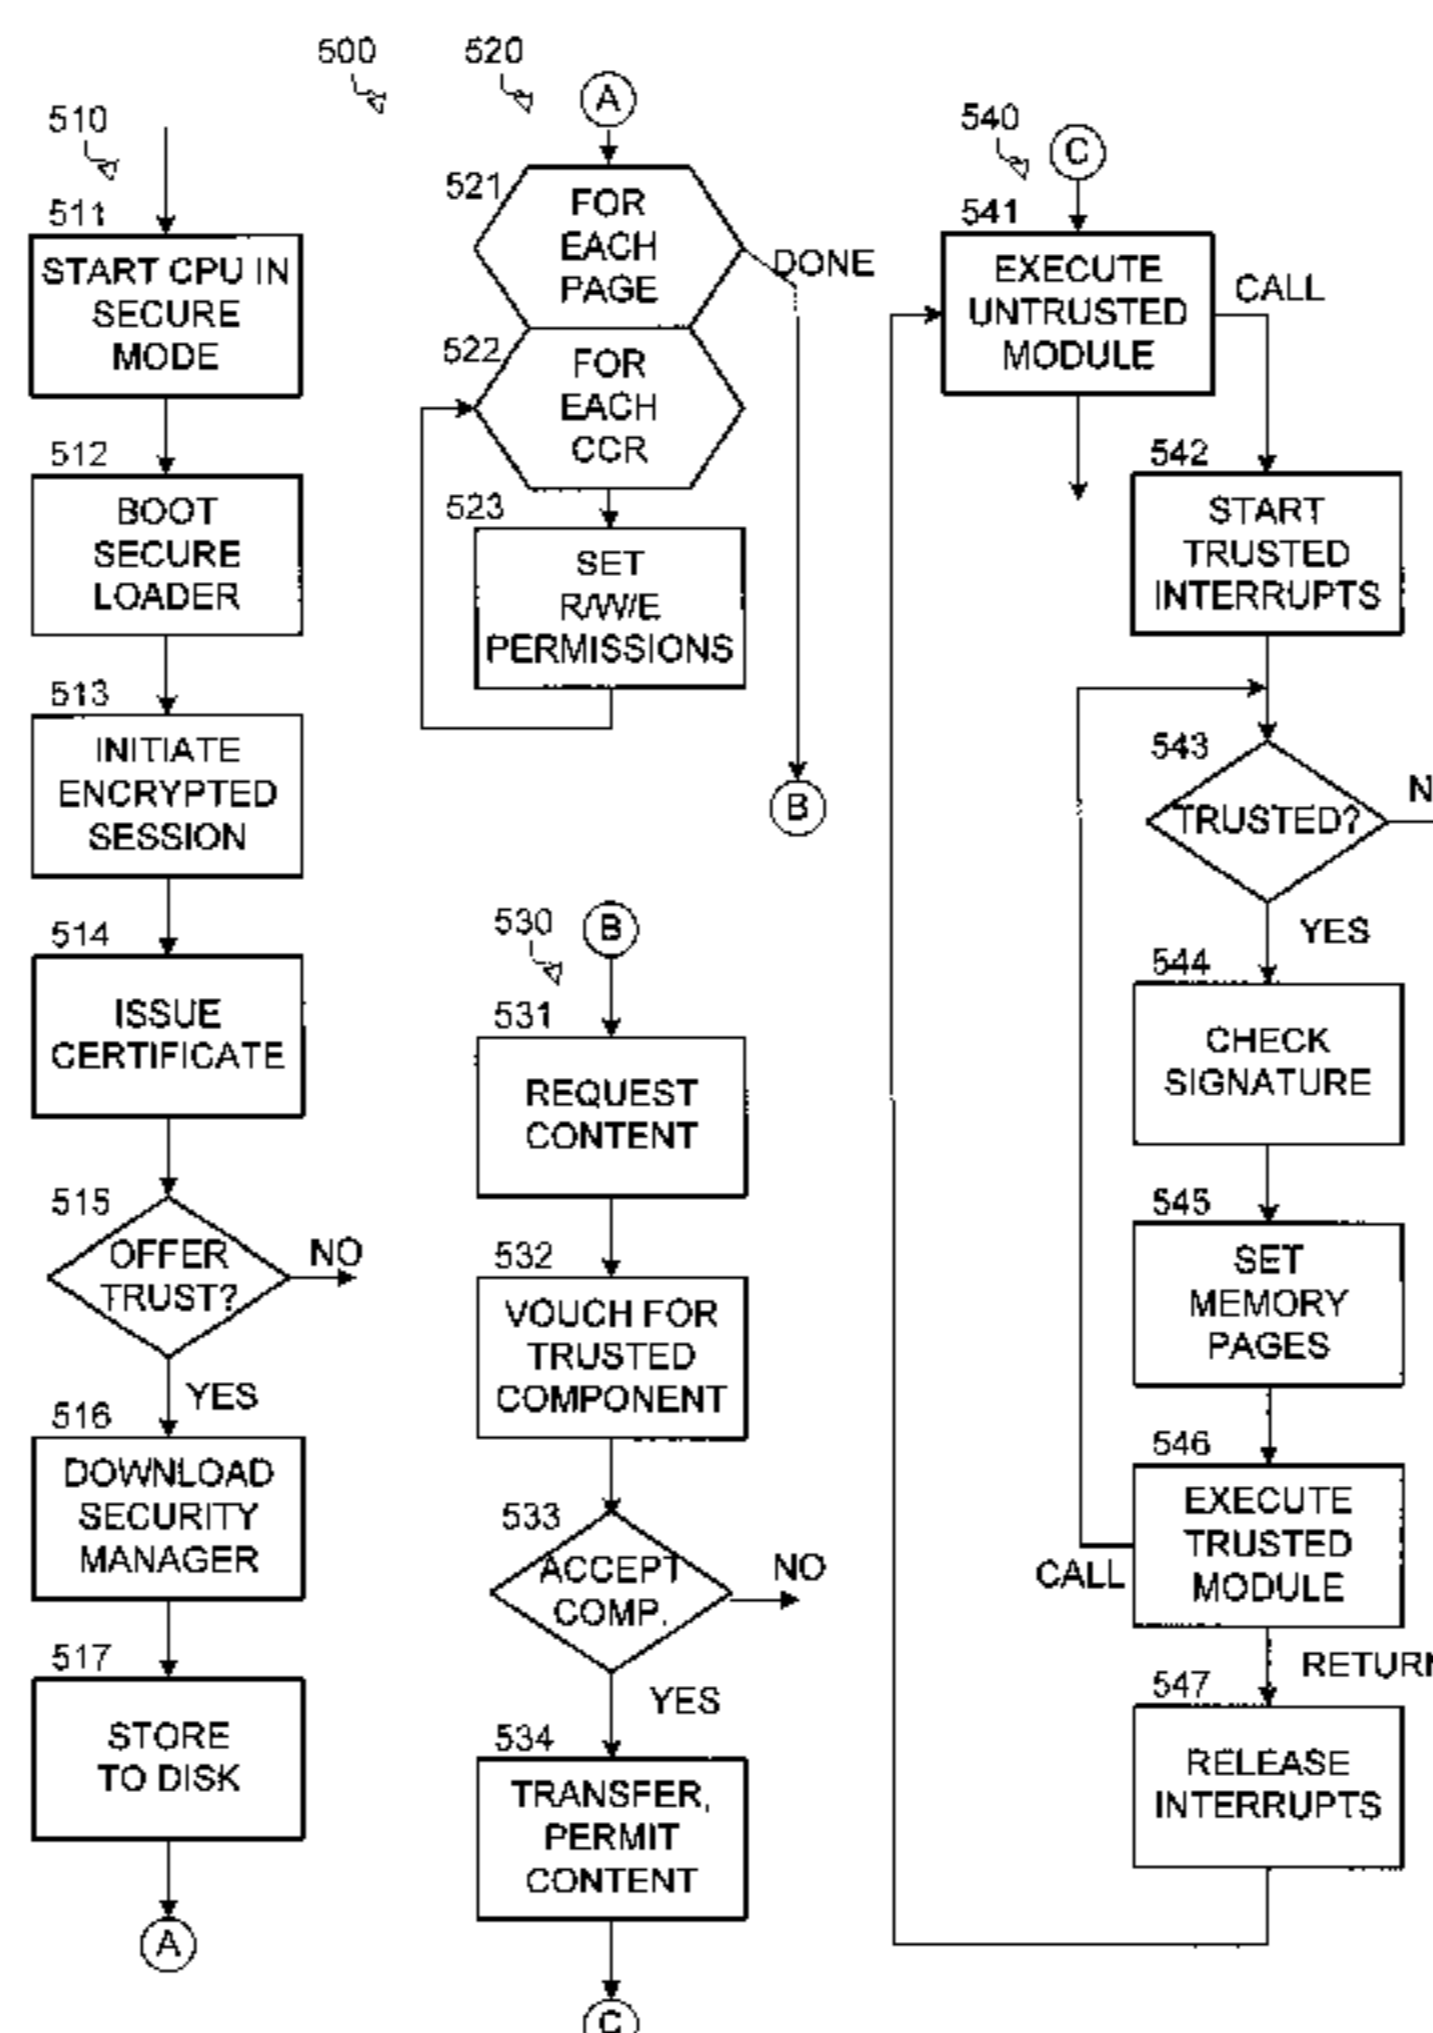 500
510
511
START CPU IN
SECURE
MODE
512
BOOT
SECURE
LOADER
513
INITIATE
ENCRYPTED
SESSION
514
ISSUE
CERTIFICATE
515
OFFER
TRUST?
NO
YES
516
DOWNLOAD
SECURITY
MANAGER
517
STORE
TO DISK
A
520
A
521
FOR
EACH
PAGE
DONE
522
FOR
EACH
CCR
523
SET
R/W/E
PERMISSIONS
B
530
B
531
REQUEST
CONTENT
532
VOUCH FOR
TRUSTED
COMPONENT
533
ACCEPT
COMP.
NO
YES
534
TRANSFER,
PERMIT
CONTENT
C
540
C
541
EXECUTE
UNTRUSTED
MODULE
CALL
542
START
TRUSTED
INTERRUPTS
543
TRUSTED?
N
YES
544
CHECK
SIGNATURE
545
SET
MEMORY
PAGES
546
EXECUTE
TRUSTED
MODULE
CALL
RETURN
547
RELEASE
INTERRUPTS